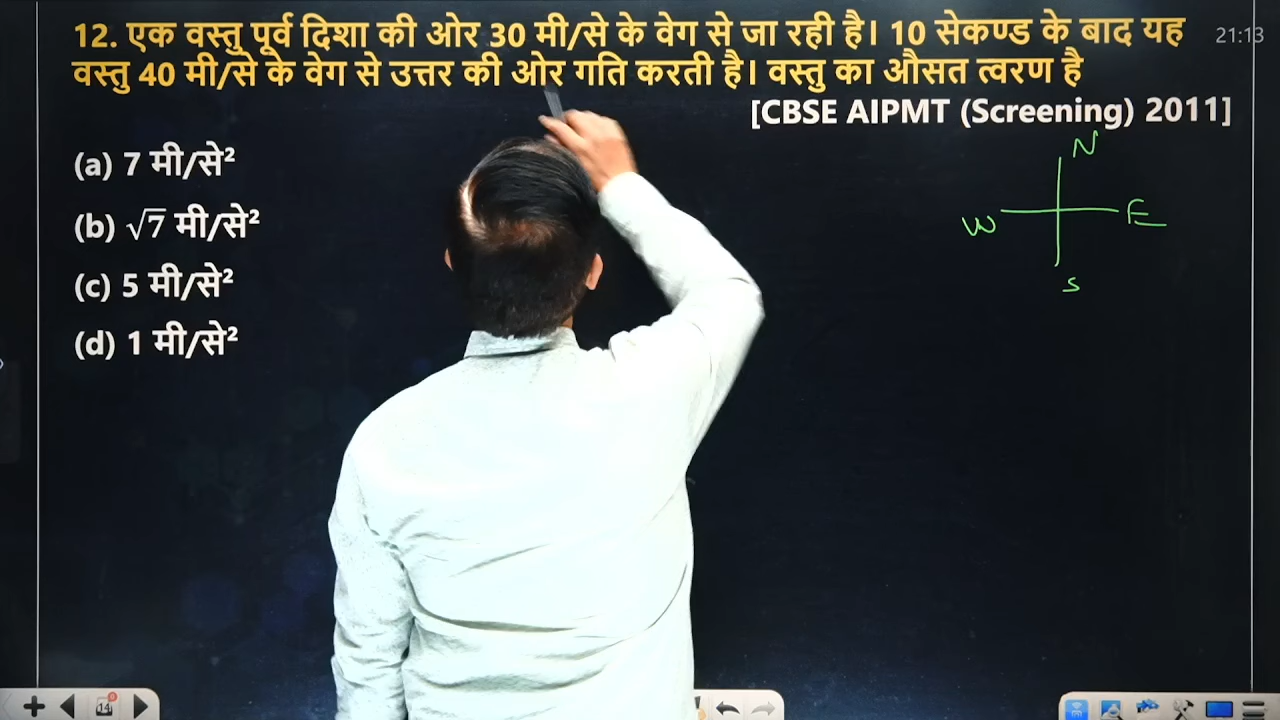 12. एक वस्तु पूर्व दिशा की ओर 30 मी/से के वेग से जा रही है। 10 सेकण्ड के बाद यह
21:13
वस्तु 40 मी/से के वेग से उत्तर की ओर गति करती है। वस्तु का औसत त्वरण है
[CBSE AIPMT (Screening) 2011]
(a) 7 मी/से²
(b) √7 मी/से²
(c) 5 मी/से²
(d) 1 मी/से²
N
W
E
S
14